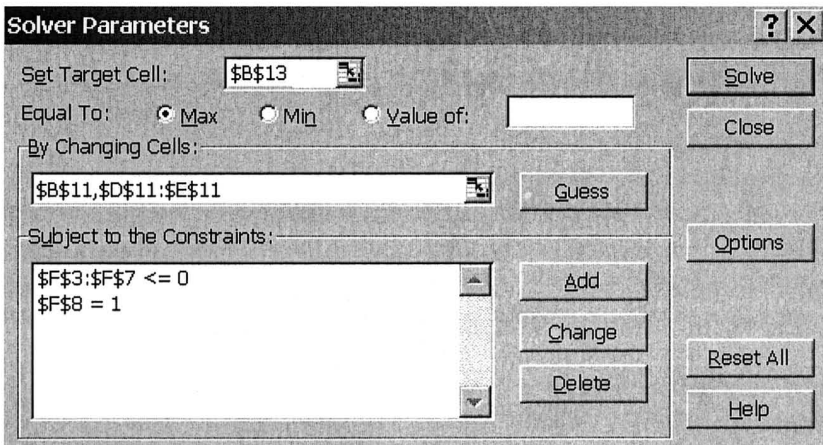 Solver Parameters
Set Target Cell: $B$13
Equal To: Max Min Value of:
By Changing Cells:
$B$11,$D$11:$E$11
Guess
Subject to the Constraints:
$F$3:$F$7 <= 0
$F$8 = 1
Add
Change
Delete
Solve
Close
Options
Reset All
Help